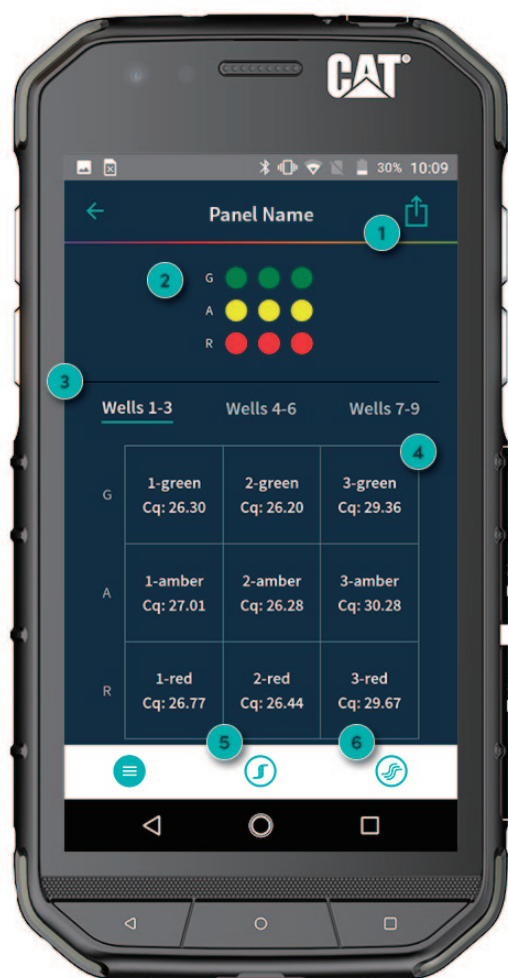 CAT
30% 10:09
Panel Name
1
2
G
A
R
3
Wells 1-3 Wells 4-6 Wells 7-9
4
G
1-green 2-green 3-green
Cq: 26.30 Cq: 26.20 Cq: 29.36
A
1-amber 2-amber 3-amber
Cq: 27.01 Cq: 26.28 Cq: 30.28
R
1-red 2-red 3-red
Cq: 26.77 Cq: 26.44 Cq: 29.67
5 6